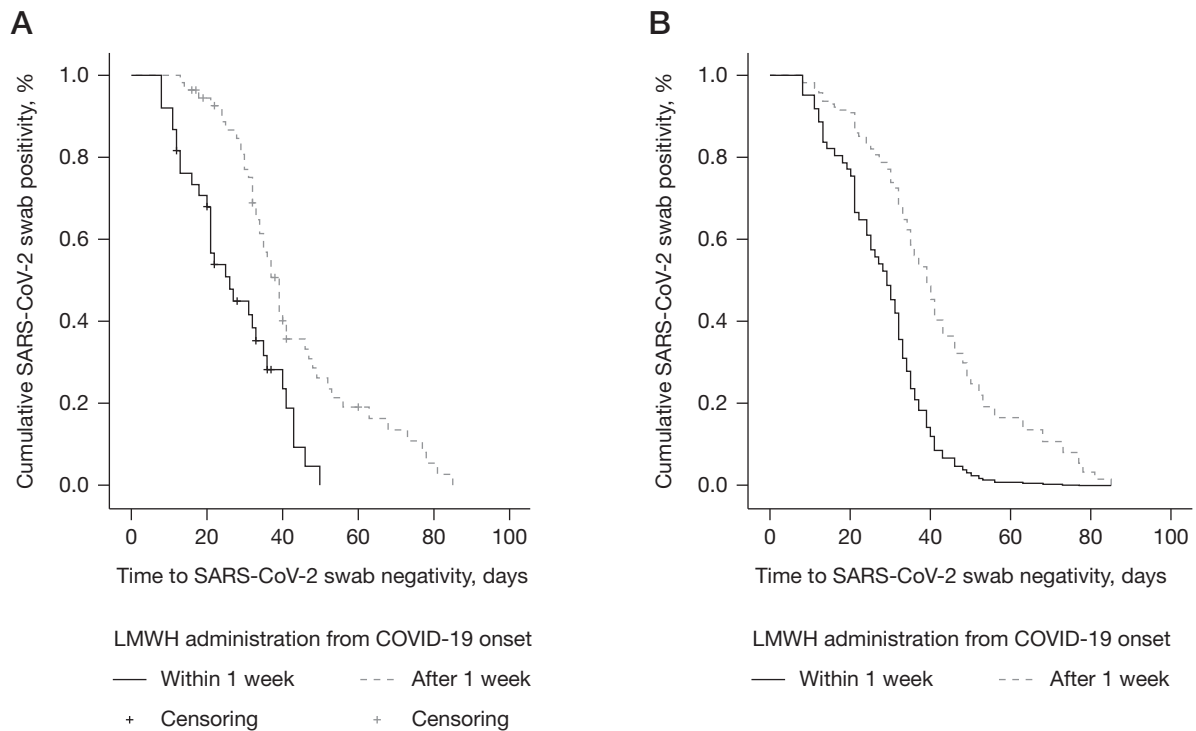 A
Cumulative SARS-CoV-2 swab positivity, %
1.0
0.8
0.6
0.4
0.2
0.0
0 20 40 60 80 100
Time to SARS-CoV-2 swab negativity, days
LMWH administration from COVID-19 onset
Within 1 week After 1 week
+ Censoring + Censoring
B
Cumulative SARS-CoV-2 swab positivity, %
1.0
0.8
0.6
0.4
0.2
0.0
0 20 40 60 80 100
Time to SARS-CoV-2 swab negativity, days
LMWH administration from COVID-19 onset
Within 1 week After 1 week